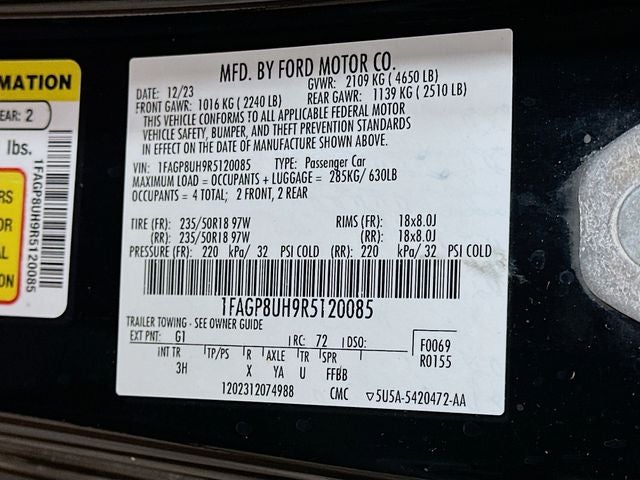 MATION
EAR: 2
lbs.
1FAGP8UH9R5120085
MFD. BY FORD MOTOR CO.
DATE: 12/23 GVWR: 2109 KG ( 4650 LB)
FRONT GAWR: 1016 KG ( 2240 LB) REAR GAWR: 1139 KG ( 2510 LB)
THIS VEHICLE CONFORMS TO ALL APPLICABLE FEDERAL MOTOR
VEHICLE SAFETY, BUMPER, AND THEFT PREVENTION STANDARDS
IN EFFECT ON THE DATE OF MANUFACTURE SHOWN ABOVE.
VIN: 1FAGP8UH9R5120085 TYPE: Passenger Car
MAXIMUM LOAD = OCCUPANTS + LUGGAGE = 285KG/ 630LB
OCCUPANTS = 4 TOTAL; 2 FRONT, 2 REAR
TIRE (FR): 235/50R18 97W RIMS (FR): 18x8.0J
(RR): 235/50R18 97W (RR): 18x8.0J
PRESSURE (FR): 220 kPa/ 32 PSI COLD (RR): 220 kPa/ 32 PSI COLD
1FAGP8UH9R5120085
TRAILER TOWING - SEE OWNER GUIDE
EXT PNT: G1 RC: 72 DSO: F0069
INT TR TP/PS R AXLE TR SPR R0155
3H X YA U FFBB
1202312074988 CMC ▽5U5A-5420472-AA
RS
OR
AL
ON